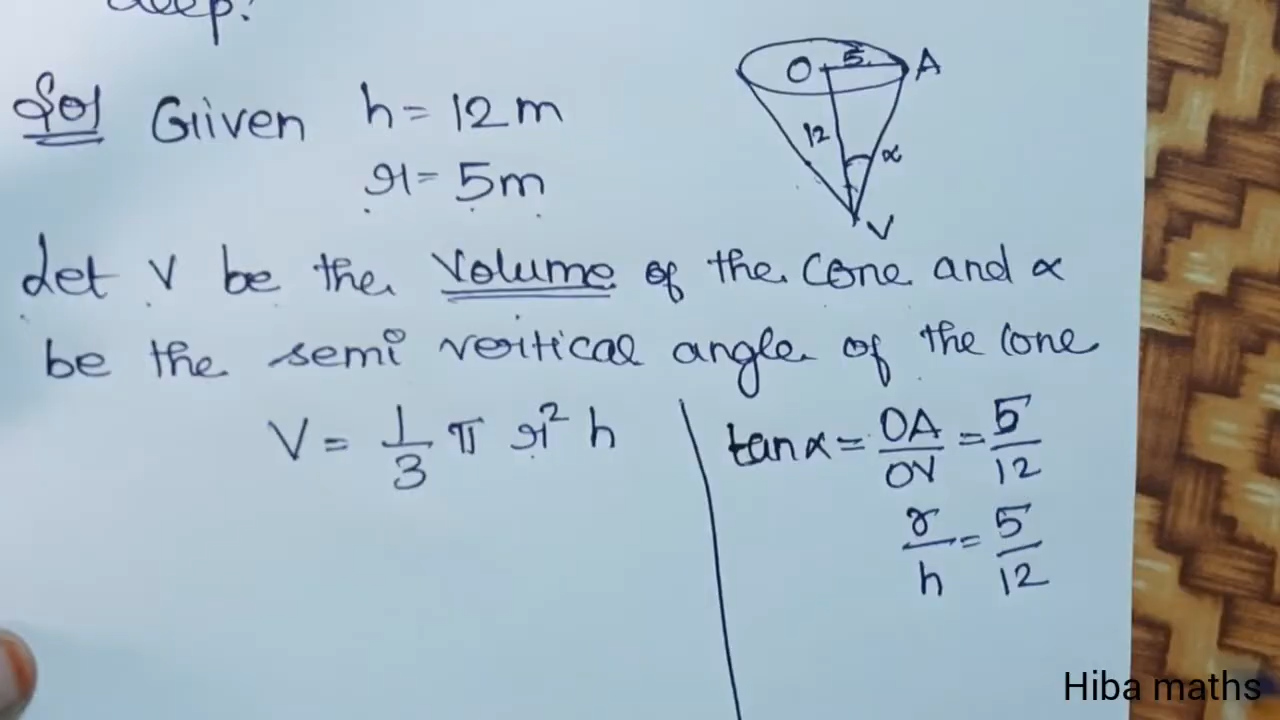 deep.
Sol Given h = 12 m
r = 5m
O 5 A
12 α
V
Let V be the volume of the cone and α
be the semi vertical angle of the cone
V = 1/3 π r² h
tan α = OA/OV = 5/12
r/h = 5/12
Hiba maths